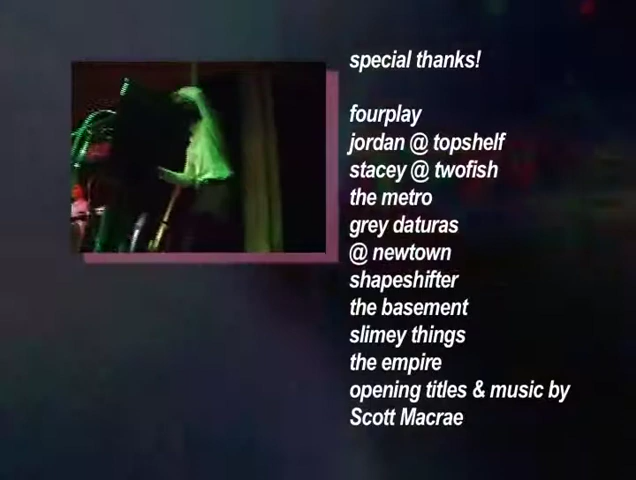 special thanks!
fourplay
jordan @ topshelf
stacey @ twofish
the metro
grey daturas
@ newtown
shapeshifter
the basement
slimey things
the empire
opening titles & music by
Scott Macrae